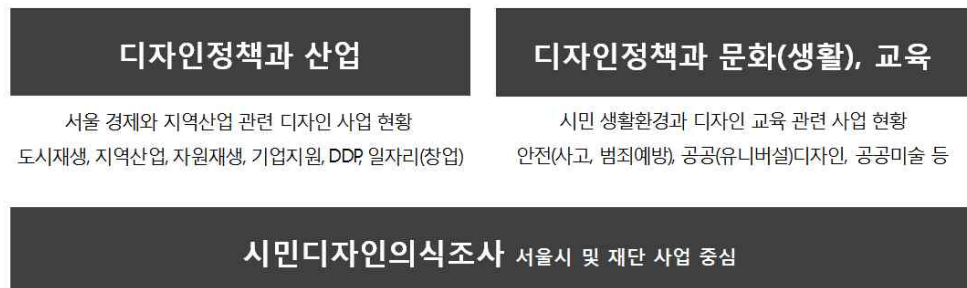 디자인정책과 산업
서울 경제와 지역산업 관련 디자인 사업 현황
도시재생, 지역산업, 자원재생, 기업지원, DDP, 일자리(창업)
디자인정책과 문화(생활), 교육
시민 생활환경과 디자인 교육 관련 사업 현황
안전(사고, 범죄예방), 공공(유니버설)디자인, 공공미술 등
시민디자인의식조사 서울시 및 재단 사업 중심